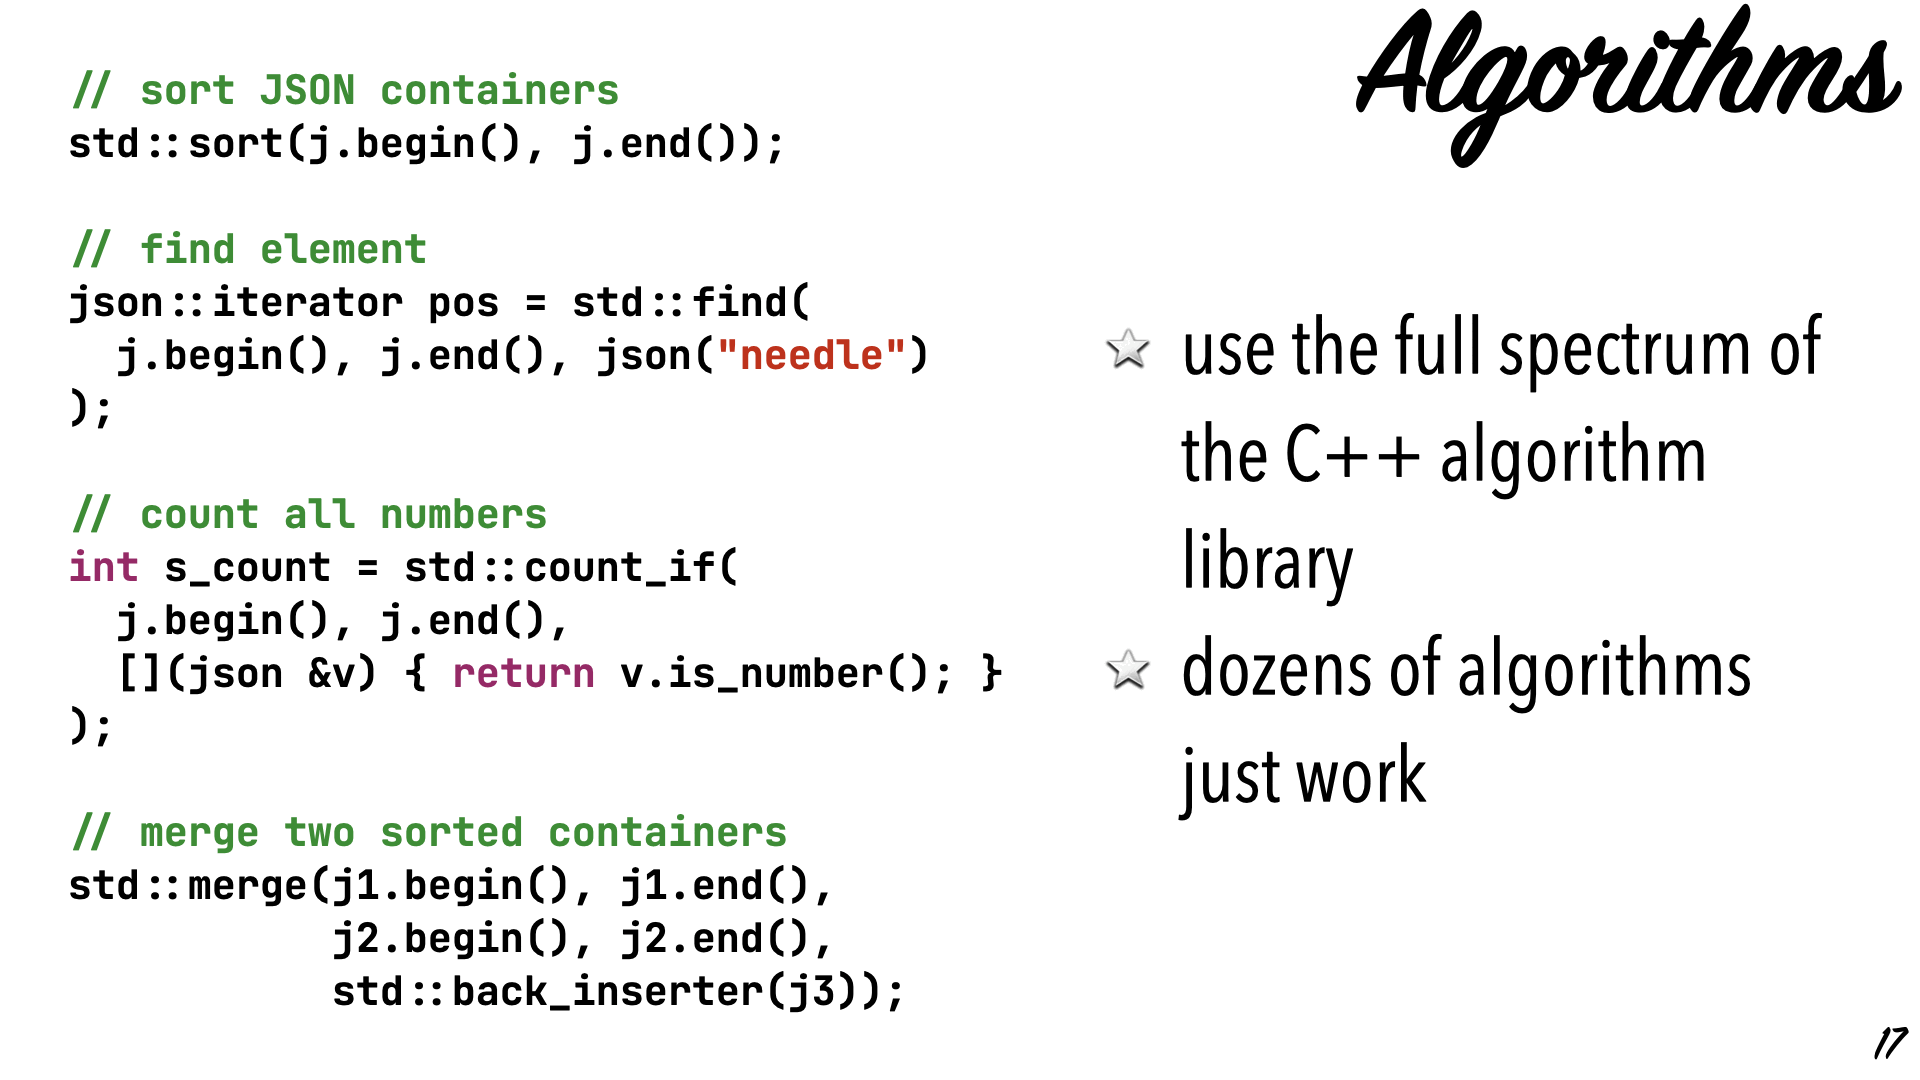 Algorithms
// sort JSON containers
std::sort(j.begin(), j.end());
// find element
json::iterator pos = std::find(
  j.begin(), j.end(), json("needle")
);
// count all numbers
int s_count = std::count_if(
  j.begin(), j.end(),
  [](json &v) { return v.is_number(); }
);
// merge two sorted containers
std::merge(j1.begin(), j1.end(),
           j2.begin(), j2.end(),
           std::back_inserter(j3));
use the full spectrum of
the C++ algorithm
library
dozens of algorithms
just work
17